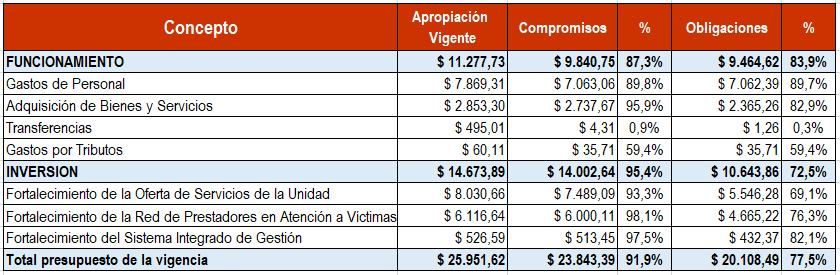 Concepto Apropiación Vigente Compromisos % Obligaciones %
FUNCIONAMIENTO $ 11.277,73 $ 9.840,75 87,3% $ 9.464,62 83,9%
Gastos de Personal $ 7.869,31 $ 7.063,06 89,8% $ 7.062,39 89,7%
Adquisición de Bienes y Servicios $ 2.853,30 $ 2.737,67 95,9% $ 2.365,26 82,9%
Transferencias $ 495,01 $ 4,31 0,9% $ 1,26 0,3%
Gastos por Tributos $ 60,11 $ 35,71 59,4% $ 35,71 59,4%
INVERSION $ 14.673,89 $ 14.002,64 95,4% $ 10.643,86 72,5%
Fortalecimiento de la Oferta de Servicios de la Unidad $ 8.030,66 $ 7.489,09 93,3% $ 5.546,28 69,1%
Fortalecimiento de la Red de Prestadores en Atención a Víctimas $ 6.116,64 $ 6.000,11 98,1% $ 4.665,22 76,3%
Fortalecimiento del Sistema Integrado de Gestión $ 526,59 $ 513,45 97,5% $ 432,37 82,1%
Total presupuesto de la vigencia $ 25.951,62 $ 23.843,39 91,9% $ 20.108,49 77,5%